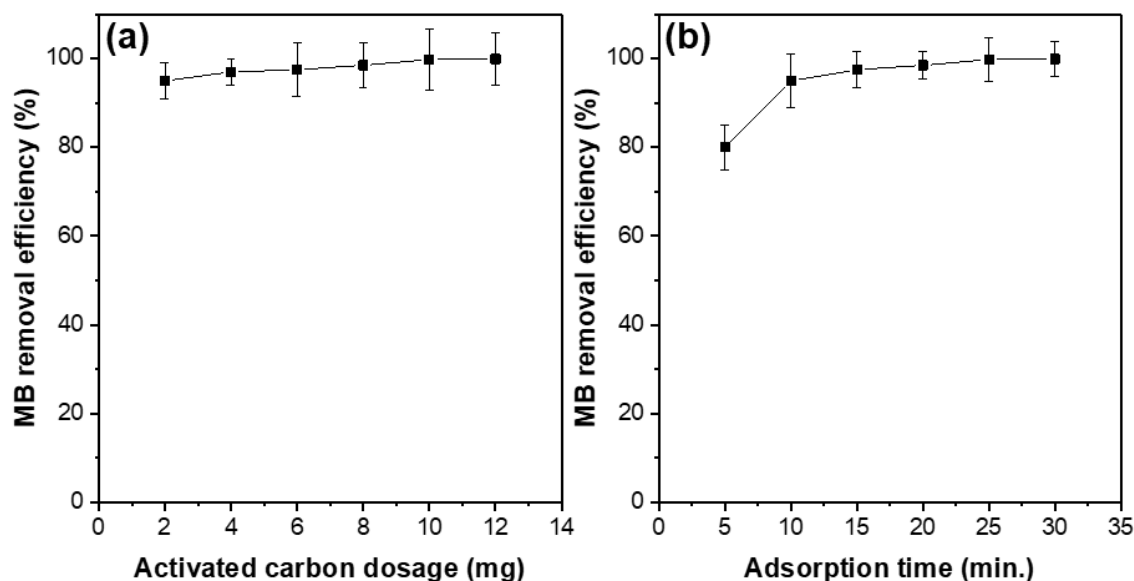 (a)
MB removal efficiency (%)
100
80
60
40
20
0
0 2 4 6 8 10 12 14
Activated carbon dosage (mg)
(b)
MB removal efficiency (%)
100
80
60
40
20
0
0 5 10 15 20 25 30 35
Adsorption time (min.)